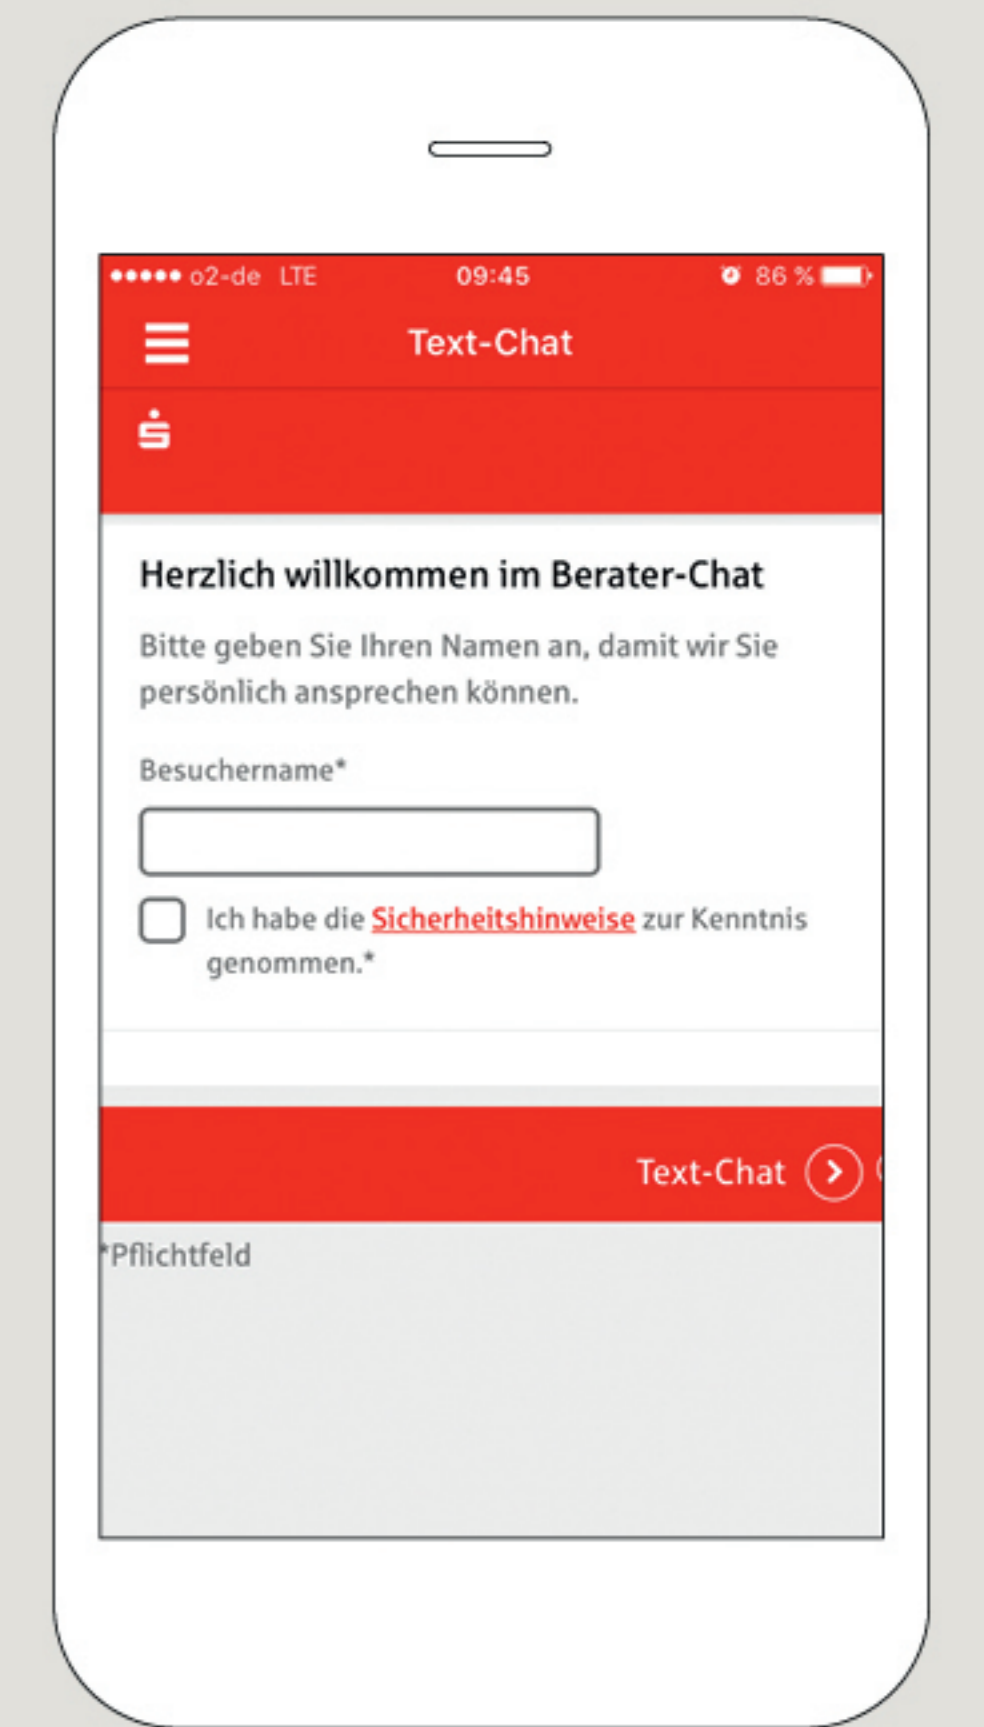 o2-de LTE 09:45 86 %
Text-Chat
Herzlich willkommen im Berater-Chat
Bitte geben Sie Ihren Namen an, damit wir Sie
persönlich ansprechen können.
Besuchername*
Ich habe die Sicherheitshinweise zur Kenntnis
genommen.*
Text-Chat
*Pflichtfeld